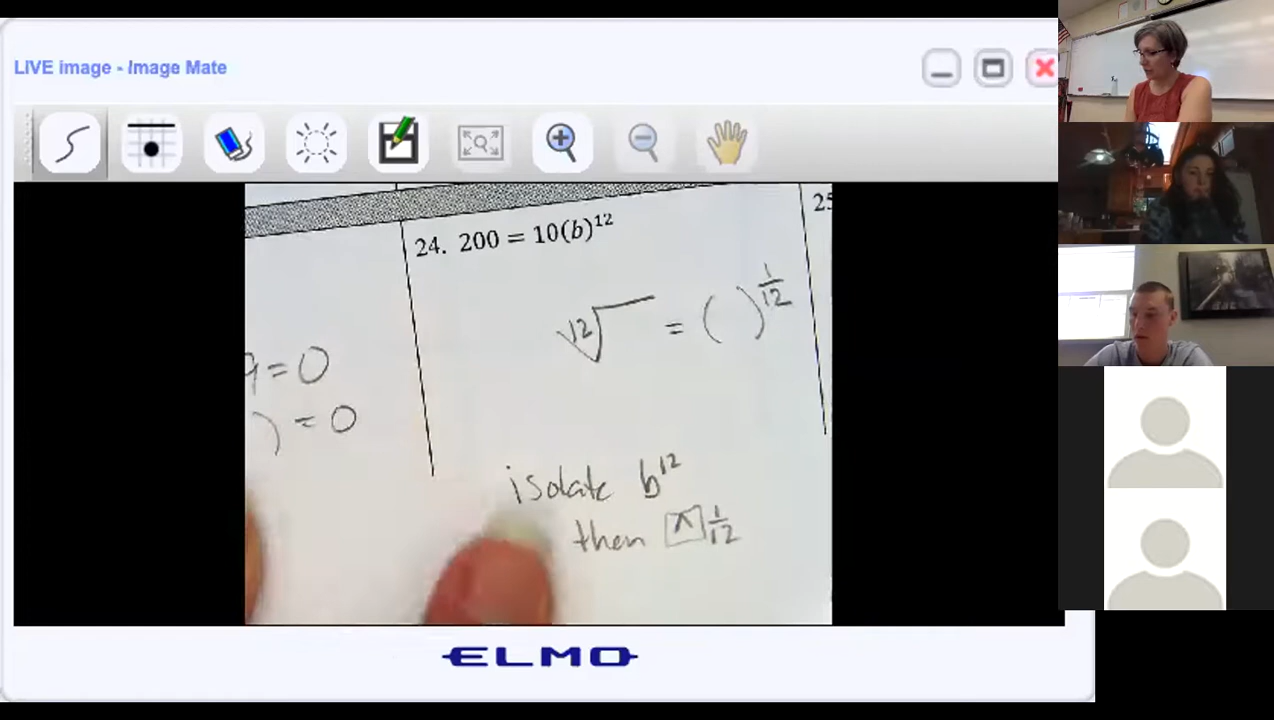 LIVE image - Image Mate
24. 200 = 10(b)^12
25
12√ = ( )^1/12
9 = 0
) = 0
isolate b^12
then [^] 1/12
ELMO